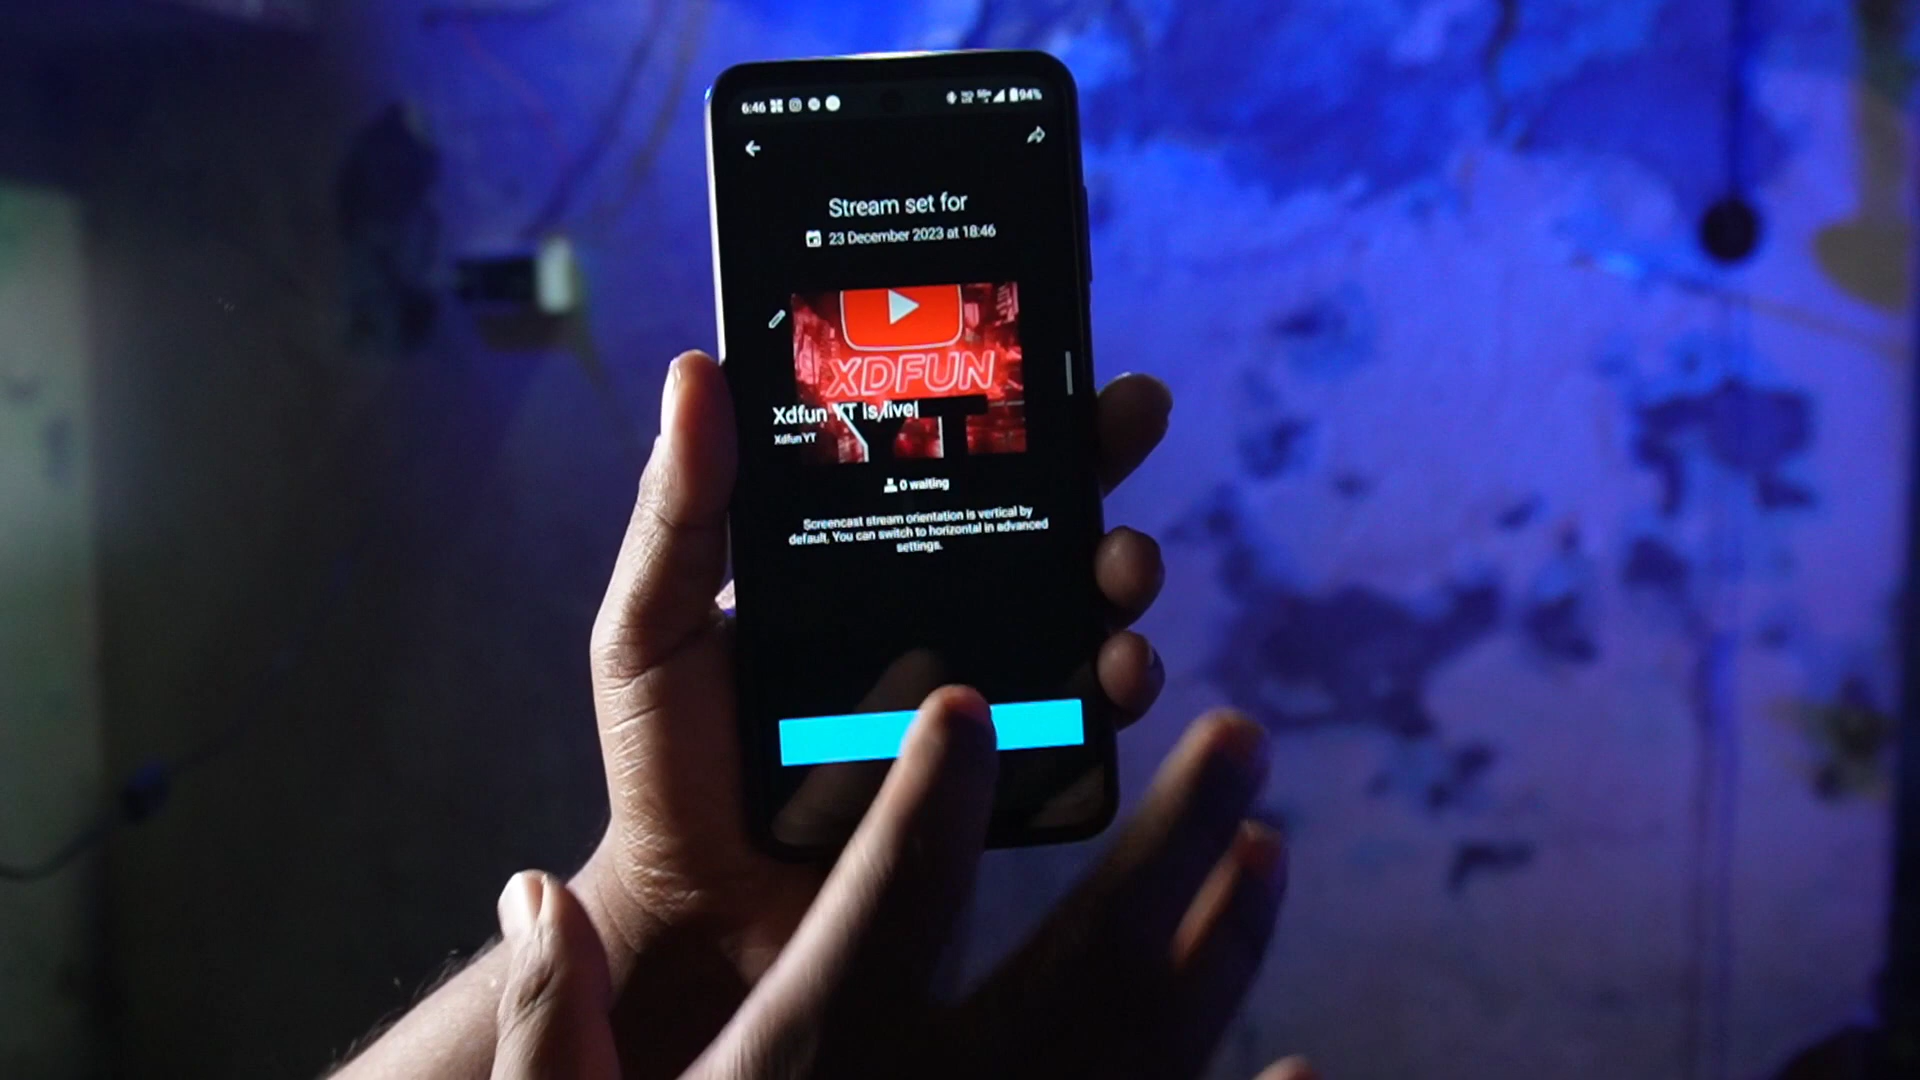 6:46
94%
Stream set for
23 December 2023 at 18:46
XDFUN
YT
Xdfun YT is live
Xdfun YT
0 waiting
Screencast stream orientation is vertical by
default. You can switch to horizontal in advanced
settings.